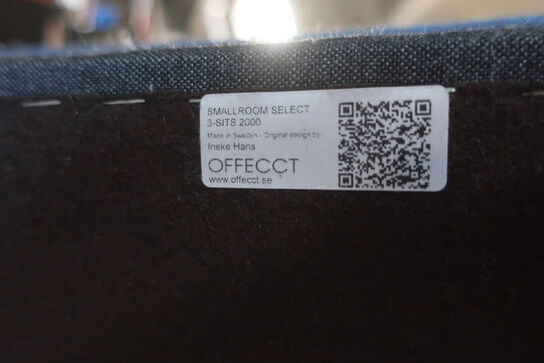 SMALLROOM SELECT
3-SITS 2000
Made in Sweden - Original design by
Ineke Hans
OFFECCT
www.offecct.se